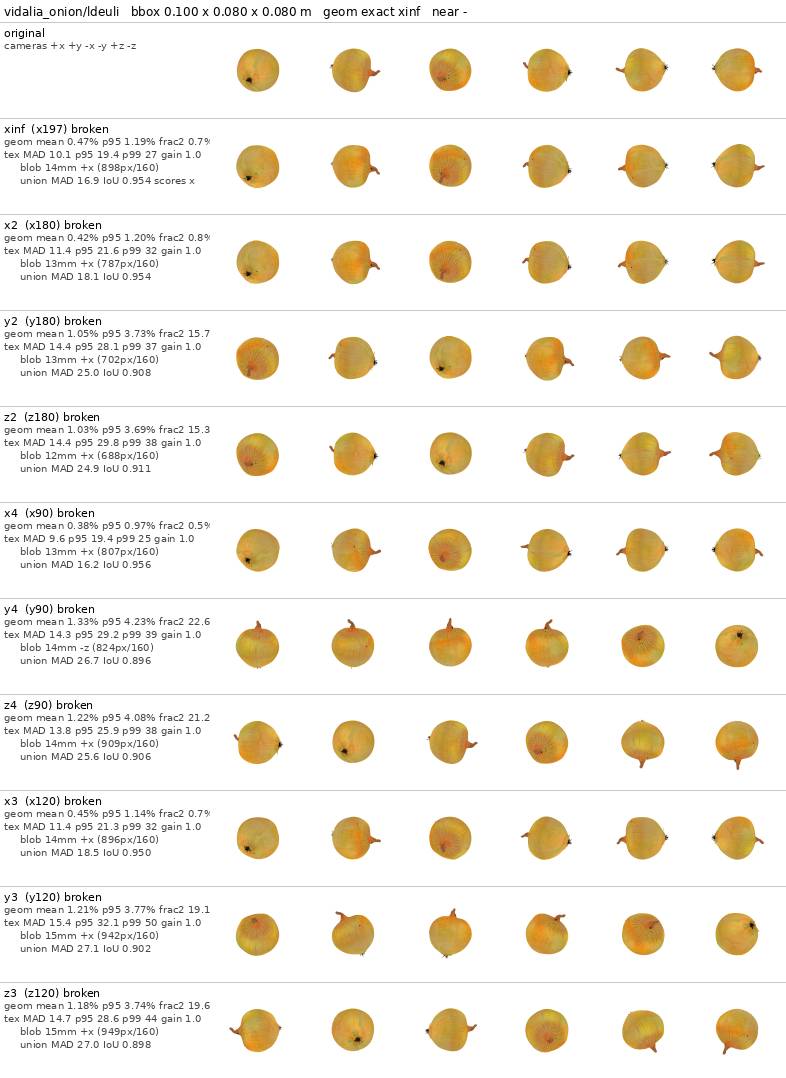 vidalia_onion/ldeuli   bbox 0.100 x 0.080 x 0.080 m   geom exact xinf   near -
original
cameras +x +y -x -y +z -z
xinf  (x197) broken
geom mean 0.47% p95 1.19% frac2 0.7%
tex MAD 10.1 p95 19.4 p99 27 gain 1.0
blob 14mm +x (898px/160)
union MAD 16.9 IoU 0.954 scores x
x2  (x180) broken
geom mean 0.42% p95 1.20% frac2 0.8%
tex MAD 11.4 p95 21.6 p99 32 gain 1.0
blob 13mm +x (787px/160)
union MAD 18.1 IoU 0.954
y2  (y180) broken
geom mean 1.05% p95 3.73% frac2 15.7
tex MAD 14.4 p95 28.1 p99 37 gain 1.0
blob 13mm +x (702px/160)
union MAD 25.0 IoU 0.908
z2  (z180) broken
geom mean 1.03% p95 3.69% frac2 15.3
tex MAD 14.4 p95 29.8 p99 38 gain 1.0
blob 12mm +x (688px/160)
union MAD 24.9 IoU 0.911
x4  (x90) broken
geom mean 0.38% p95 0.97% frac2 0.5%
tex MAD 9.6 p95 19.4 p99 25 gain 1.0
blob 13mm +x (807px/160)
union MAD 16.2 IoU 0.956
y4  (y90) broken
geom mean 1.33% p95 4.23% frac2 22.6
tex MAD 14.3 p95 29.2 p99 39 gain 1.0
blob 14mm -z (824px/160)
union MAD 26.7 IoU 0.896
z4  (z90) broken
geom mean 1.22% p95 4.08% frac2 21.2
tex MAD 13.8 p95 25.9 p99 38 gain 1.0
blob 14mm +x (909px/160)
union MAD 25.6 IoU 0.906
x3  (x120) broken
geom mean 0.45% p95 1.14% frac2 0.7%
tex MAD 11.4 p95 21.3 p99 32 gain 1.0
blob 14mm +x (896px/160)
union MAD 18.5 IoU 0.950
y3  (y120) broken
geom mean 1.21% p95 3.77% frac2 19.1
tex MAD 15.4 p95 32.1 p99 50 gain 1.0
blob 15mm +x (942px/160)
union MAD 27.1 IoU 0.902
z3  (z120) broken
geom mean 1.18% p95 3.74% frac2 19.6
tex MAD 14.7 p95 28.6 p99 44 gain 1.0
blob 15mm +x (949px/160)
union MAD 27.0 IoU 0.898